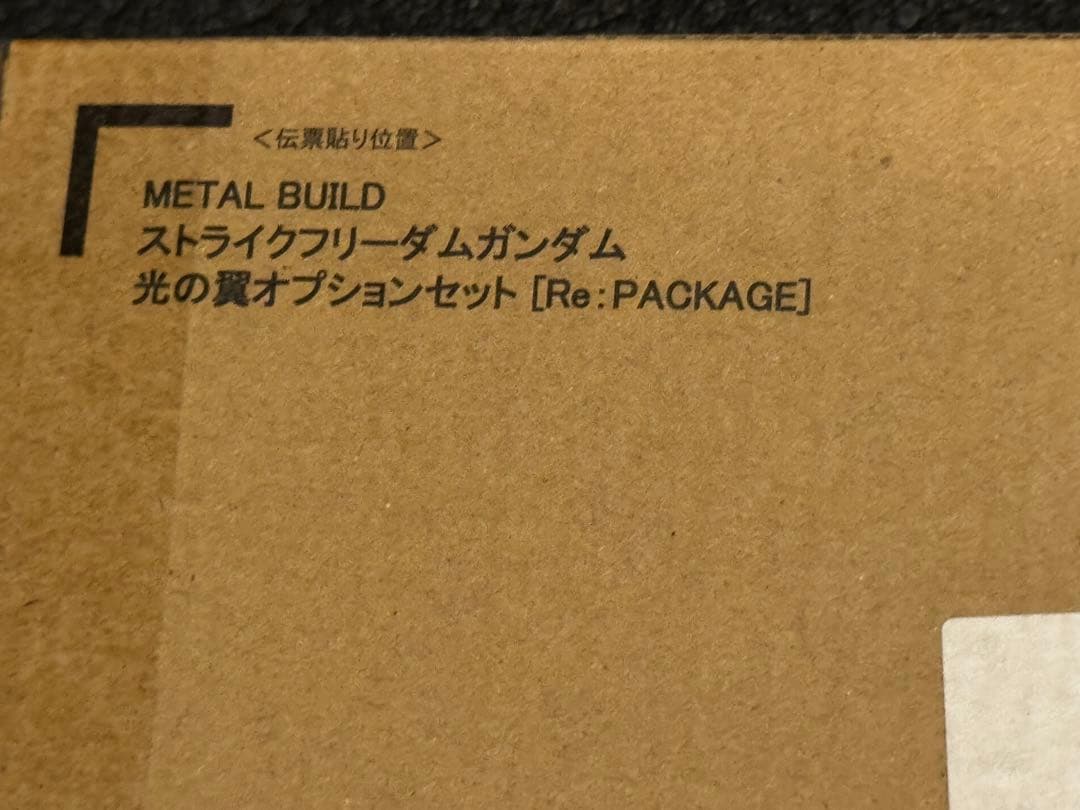 ＜伝票貼り位置＞
METAL BUILD
ストライクフリーダムガンダム
光の翼オプションセット [Re:PACKAGE]